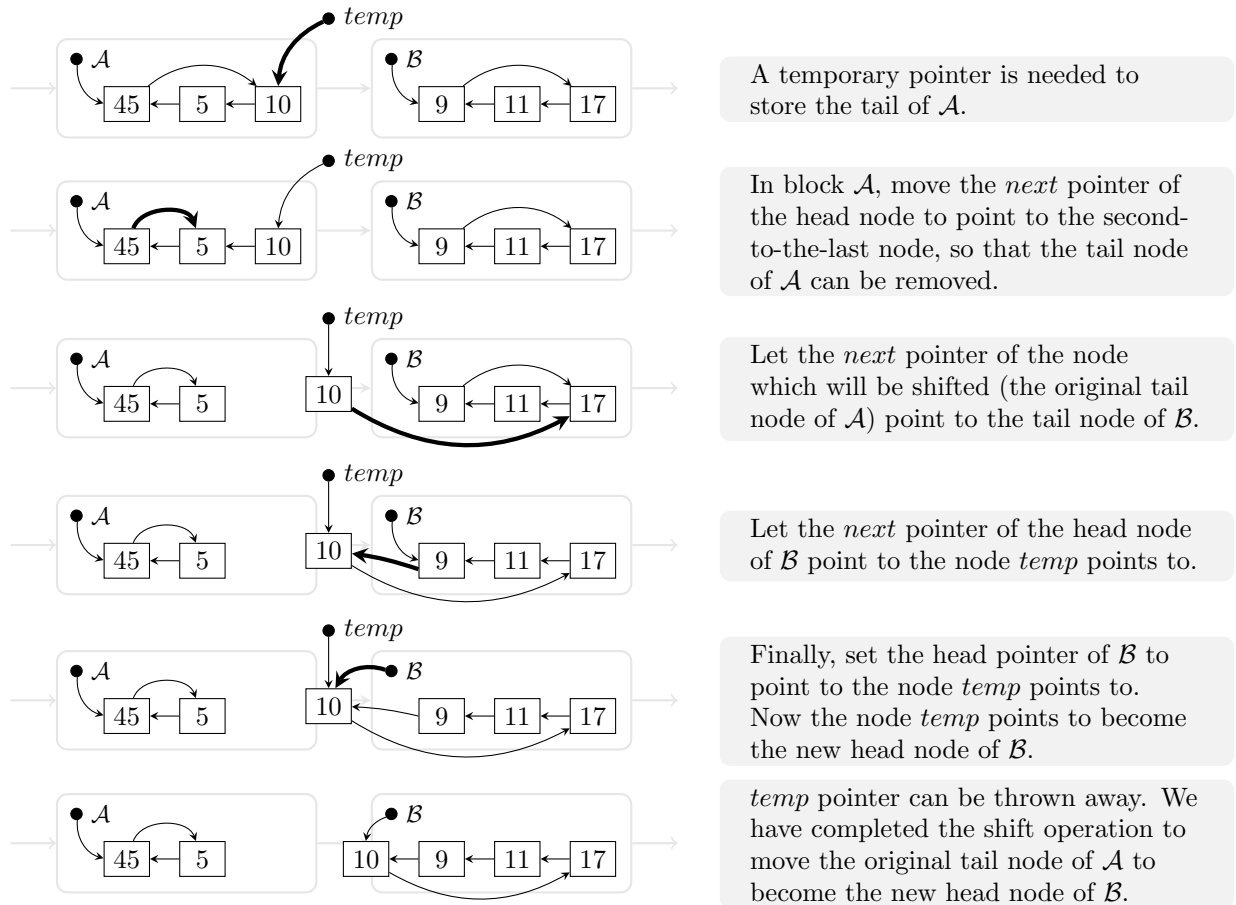 temp
𝒜
45 5 10
ℬ
9 11 17
A temporary pointer is needed to
store the tail of 𝒜.
temp
𝒜
45 5 10
ℬ
9 11 17
In block 𝒜, move the next pointer of
the head node to point to the second-
to-the-last node, so that the tail node
of 𝒜 can be removed.
temp
𝒜
45 5
10
ℬ
9 11 17
Let the next pointer of the node
which will be shifted (the original tail
node of 𝒜) point to the tail node of ℬ.
temp
𝒜
45 5
10
ℬ
9 11 17
Let the next pointer of the head node
of ℬ point to the node temp points to.
temp
𝒜
45 5
10
ℬ
9 11 17
Finally, set the head pointer of ℬ to
point to the node temp points to.
Now the node temp points to become
the new head node of ℬ.
𝒜
45 5
ℬ
10 9 11 17
temp pointer can be thrown away. We
have completed the shift operation to
move the original tail node of 𝒜 to
become the new head node of ℬ.